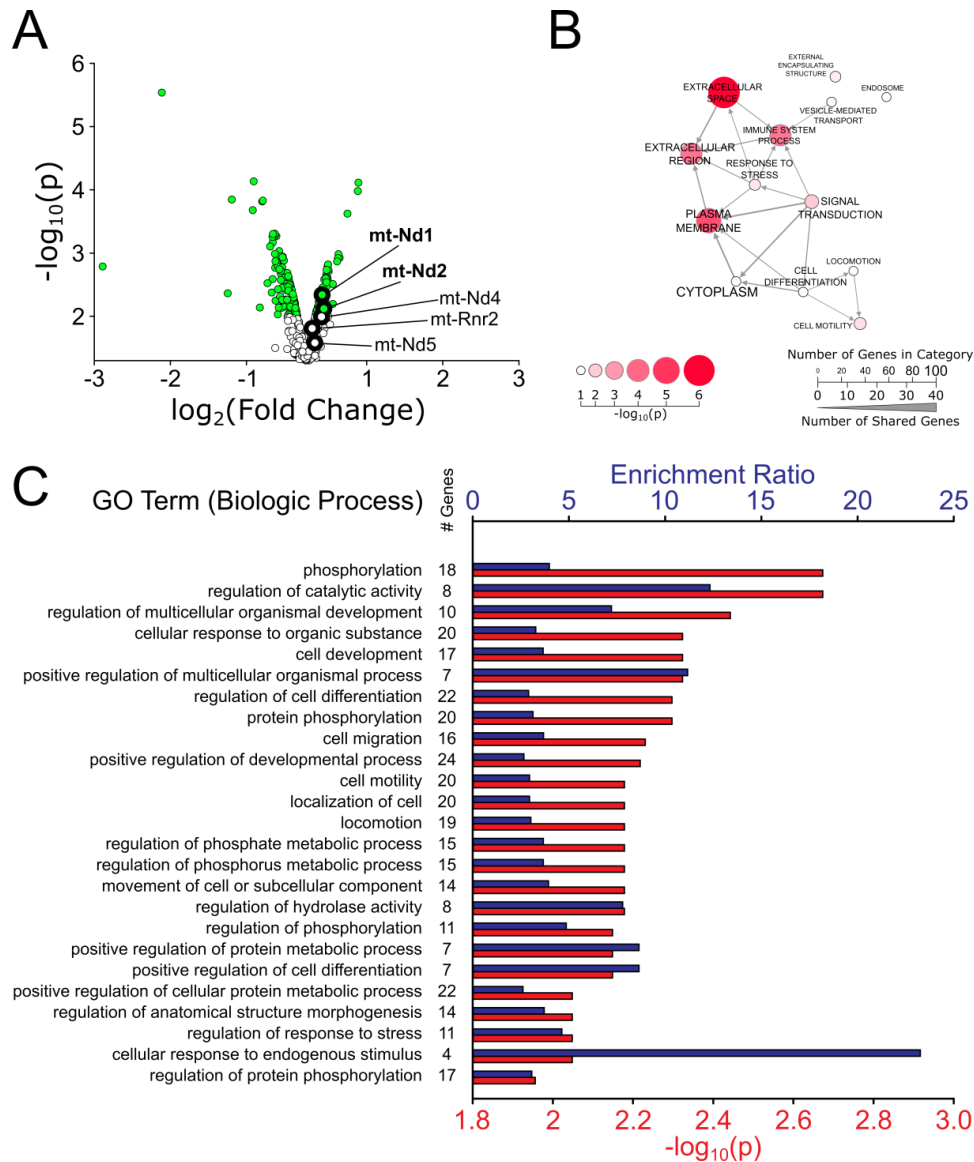 A
6
5
4
3
2
-log10(p)
-3
-1
1
3
log2(Fold Change)
mt-Nd1
mt-Nd2
mt-Nd4
mt-Rnr2
mt-Nd5
B
EXTERNAL
ENCAPSULATING
STRUCTURE
ENDOSOME
EXTRACELLULAR
SPACE
VESICLE-MEDIATED
TRANSPORT
IMMUNE SYSTEM
PROCESS
EXTRACELLULAR
REGION
RESPONSE TO
STRESS
PLASMA
MEMBRANE
SIGNAL
TRANSDUCTION
LOCOMOTION
CELL
DIFFERENTIATION
CYTOPLASM
CELL MOTILITY
1 2 3 4 5 6
-log10(p)
Number of Genes in Category
0 20 40 60 80 100
0 10 20 30 40
Number of Shared Genes
C
GO Term (Biologic Process)
# Genes
Enrichment Ratio
0 5 10 15 20 25
phosphorylation 18
regulation of catalytic activity 8
regulation of multicellular organismal development 10
cellular response to organic substance 20
cell development 17
positive regulation of multicellular organismal process 7
regulation of cell differentiation 22
protein phosphorylation 20
cell migration 16
positive regulation of developmental process 24
cell motility 20
localization of cell 20
locomotion 19
regulation of phosphate metabolic process 15
regulation of phosphorus metabolic process 15
movement of cell or subcellular component 14
regulation of hydrolase activity 8
regulation of phosphorylation 11
positive regulation of protein metabolic process 7
positive regulation of cell differentiation 7
positive regulation of cellular protein metabolic process 22
regulation of anatomical structure morphogenesis 14
regulation of response to stress 11
cellular response to endogenous stimulus 4
regulation of protein phosphorylation 17
1.8 2 2.2 2.4 2.6 2.8 3.0
-log10(p)